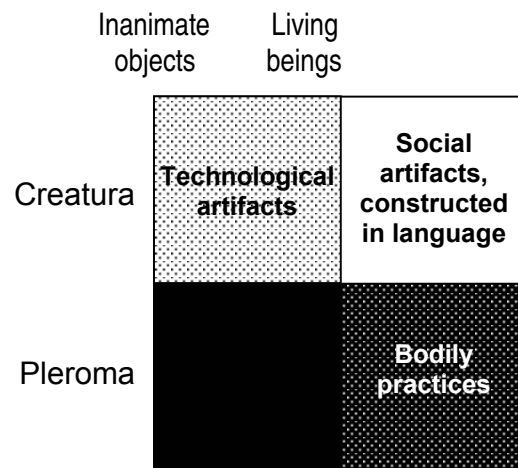 Inanimate objects
Living beings
Creatura
Technological
artifacts
Social
artifacts,
constructed
in language
Pleroma
Bodily
practices